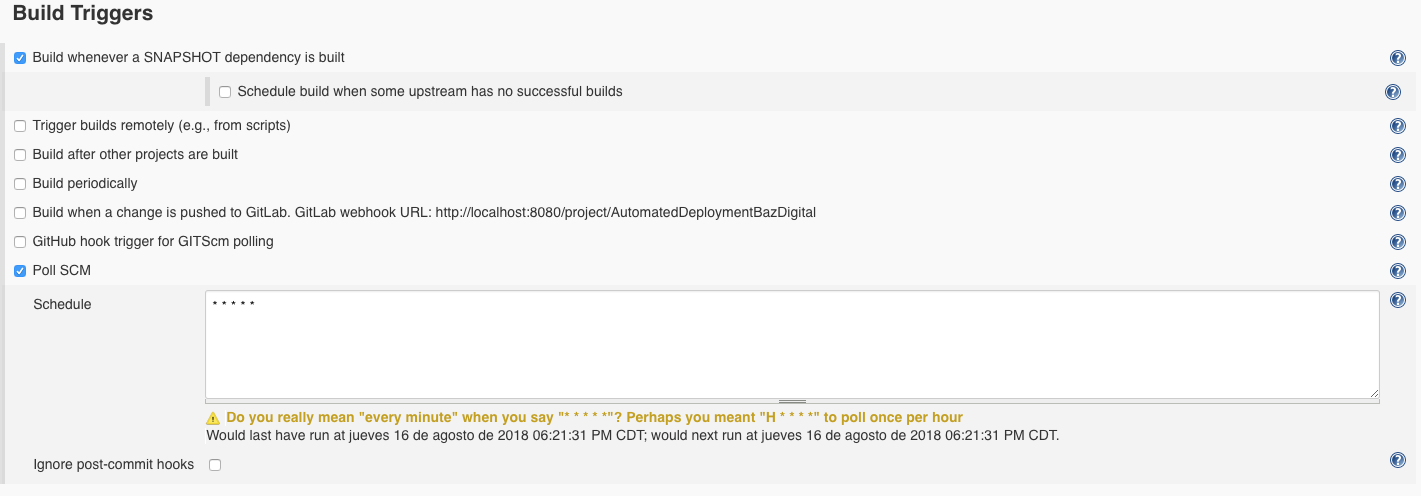 Build Triggers
Build whenever a SNAPSHOT dependency is built
Schedule build when some upstream has no successful builds
Trigger builds remotely (e.g., from scripts)
Build after other projects are built
Build periodically
Build when a change is pushed to GitLab. GitLab webhook URL: http://localhost:8080/project/AutomatedDeploymentBazDigital
GitHub hook trigger for GITScm polling
Poll SCM
Schedule
* * * * *
Do you really mean "every minute" when you say "* * * * *"? Perhaps you meant "H * * * *" to poll once per hour
Would last have run at jueves 16 de agosto de 2018 06:21:31 PM CDT; would next run at jueves 16 de agosto de 2018 06:21:31 PM CDT.
Ignore post-commit hooks